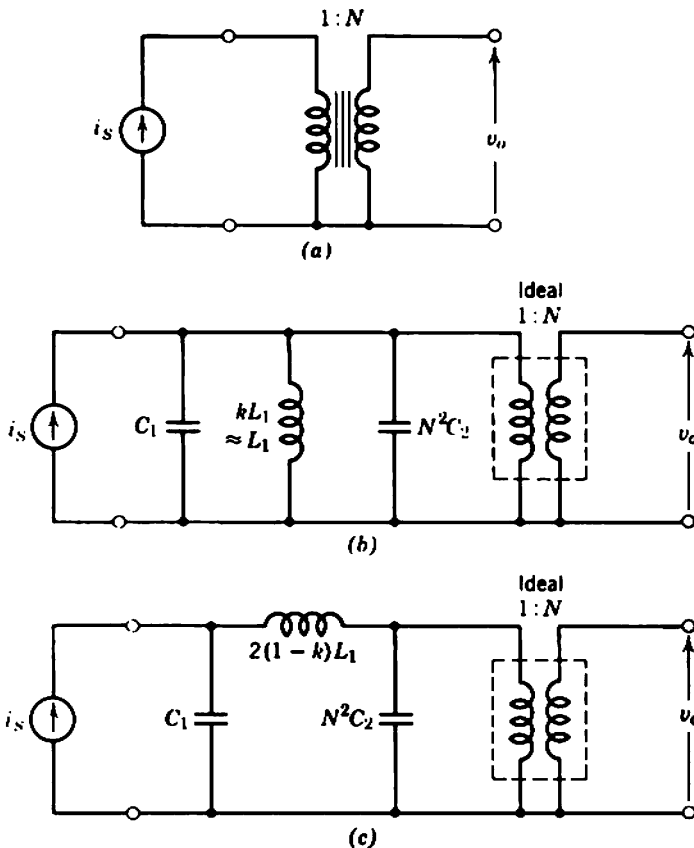 1:N
i_S
v_o
(a)
Ideal
1:N
i_S
C_1
kL_1
≈ L_1
N^2C_2
v_o
(b)
Ideal
1:N
2(1 − k)L_1
i_S
C_1
N^2C_2
v_o
(c)